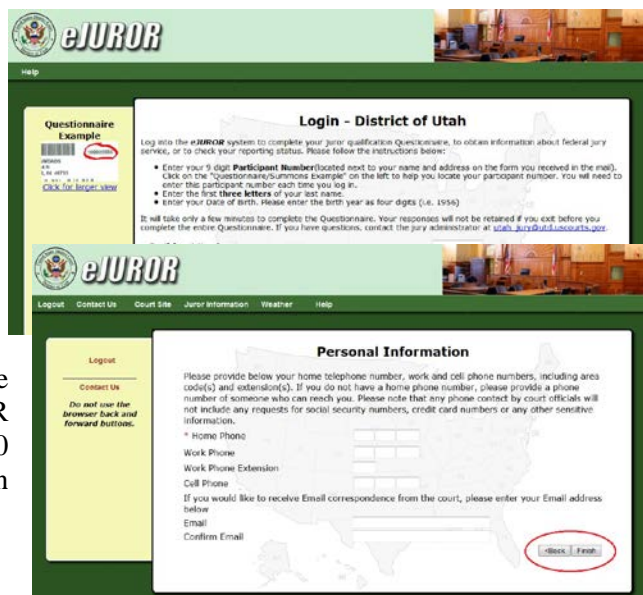 eJUROR
Help
Questionnaire
Example
Click for larger view
Login - District of Utah
Log into the eJUROR system to complete your juror qualification Questionnaire, to obtain information about federal jury
service, or to check your reporting status. Please follow the instructions below:
• Enter your 9 digit Participant Number(located next to your name and address on the form you received in the mail).
Click on the "Questionnaire/Summons Example" on the left to help you locate your participant number. You will need to
enter this participant number each time you log in.
• Enter the first three letters of your last name.
• Enter your Date of Birth. Please enter the birth year as four digits (i.e. 1956)
It will take only a few minutes to complete the Questionnaire. Your responses will not be retained if you exit before you
complete the entire Questionnaire. If you have questions, contact the jury administrator at utah_jury@utd.uscourts.gov.
eJUROR
Logout Contact Us Court Site Juror Information Weather Help
Logout
Contact Us
Do not use the
browser back and
forward buttons.
Personal Information
Please provide below your home telephone number, work and cell phone numbers, including area
code(s) and extension(s). If you do not have a home phone number, please provide a phone
number of someone who can reach you. Please note that any phone contact by court officials will
not include any requests for social security numbers, credit card numbers or any other sensitive
information.
* Home Phone
Work Phone
Work Phone Extension
Cell Phone
If you would like to receive Email correspondence from the court, please enter your Email address
below
Email
Confirm Email
<Back Finish
e
R
0
n